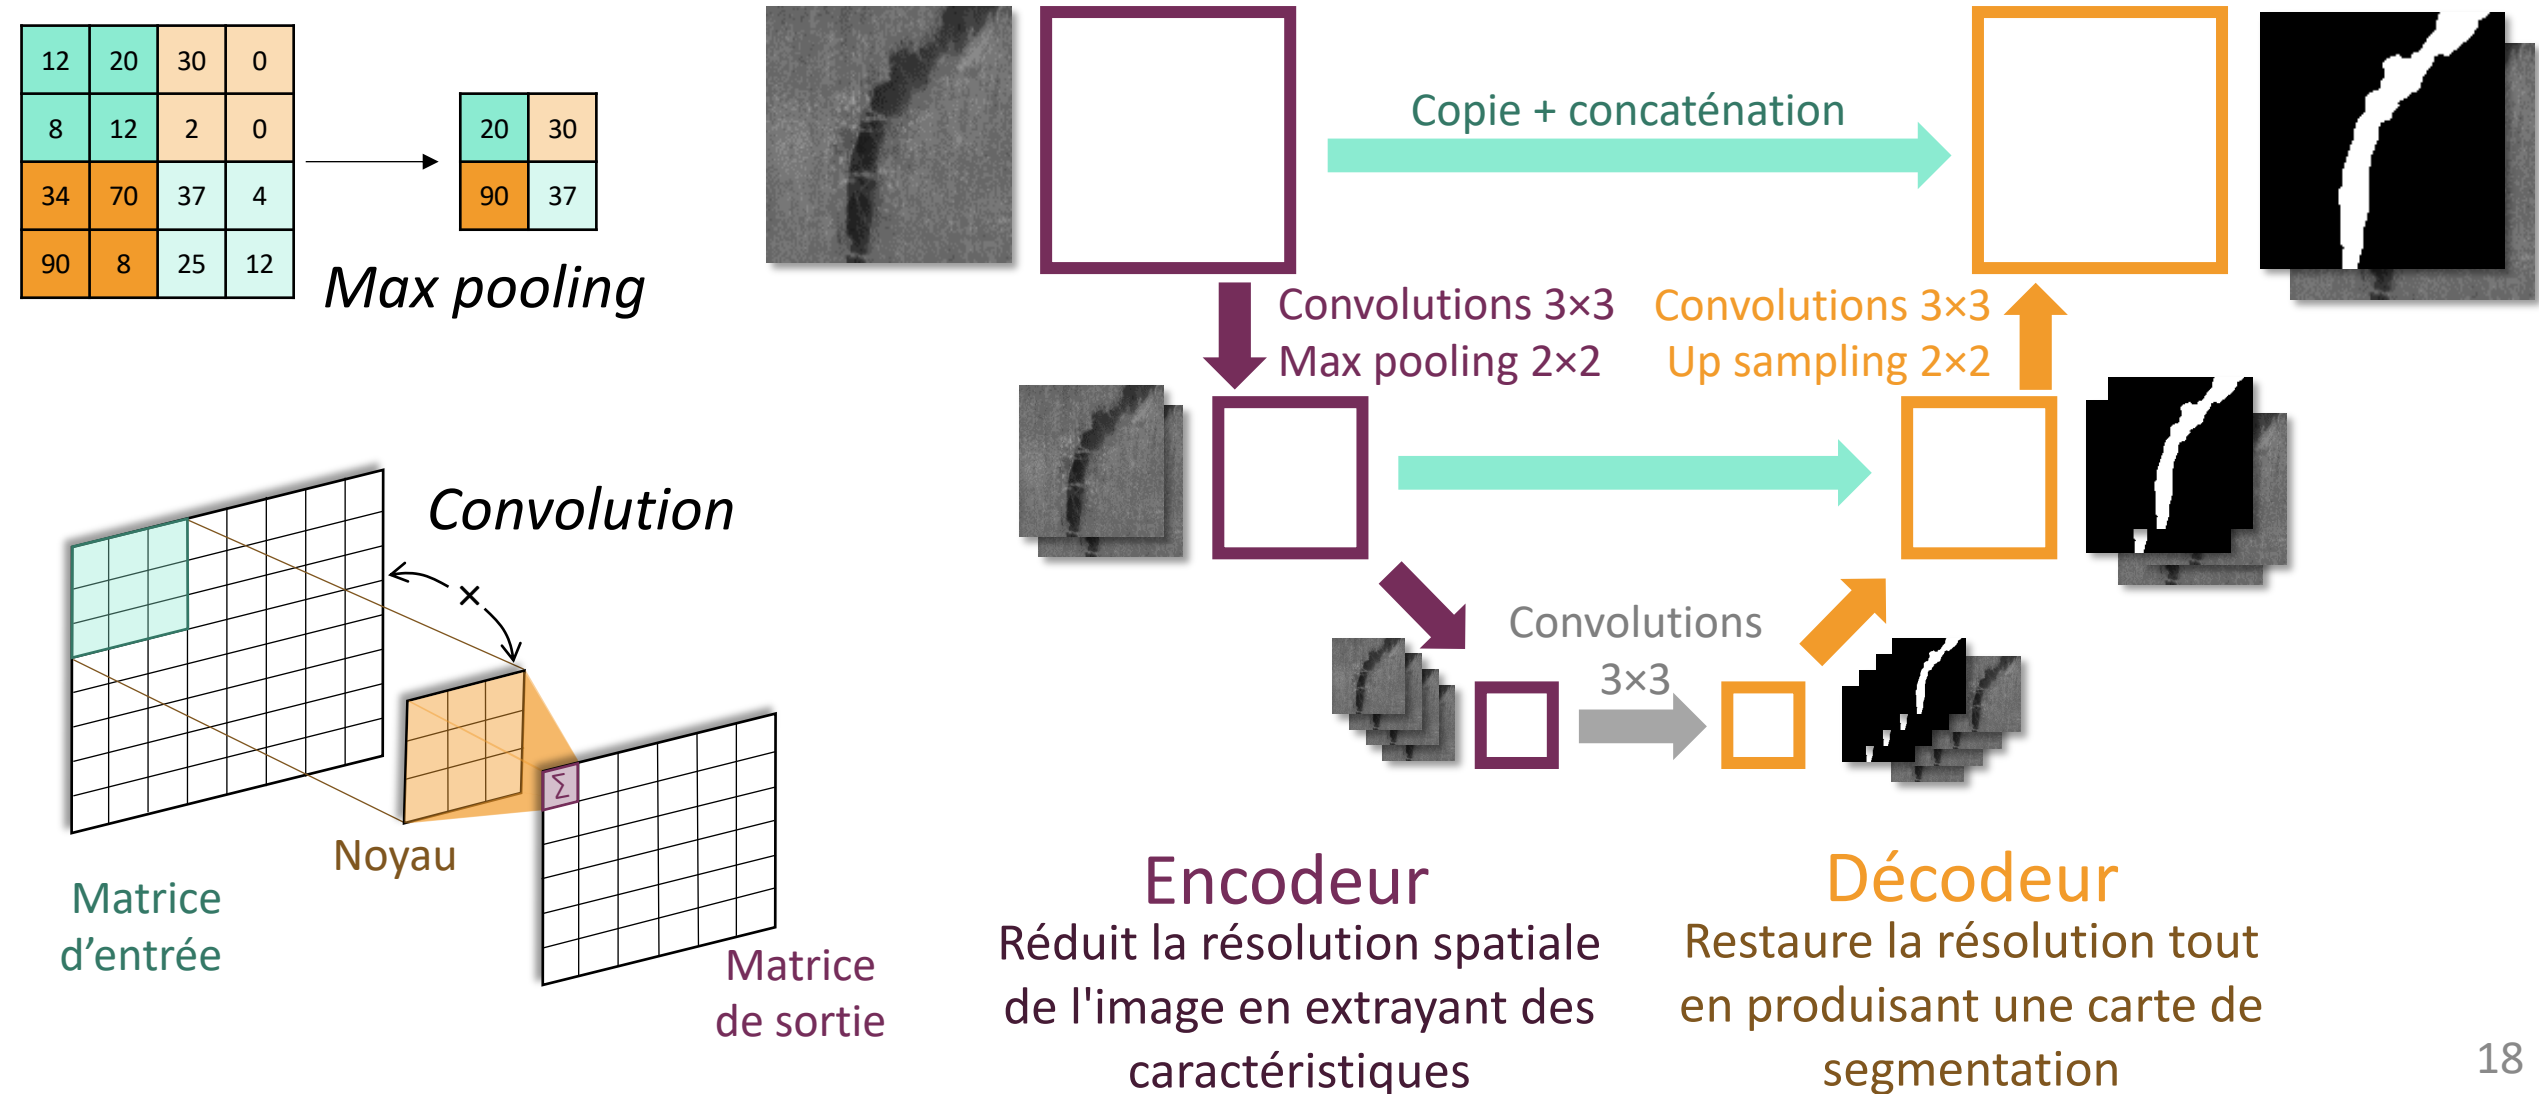 12 20 30 0
8 12 2 0
34 70 37 4
90 8 25 12
20 30
90 37
Max pooling
Convolution
×
Σ
Noyau
Matrice
d’entrée
Matrice
de sortie
Copie + concaténation
Convolutions 3×3
Max pooling 2×2
Convolutions 3×3
Up sampling 2×2
Convolutions
3×3
Encodeur
Réduit la résolution spatiale
de l'image en extrayant des
caractéristiques
Décodeur
Restaure la résolution tout
en produisant une carte de
segmentation
18